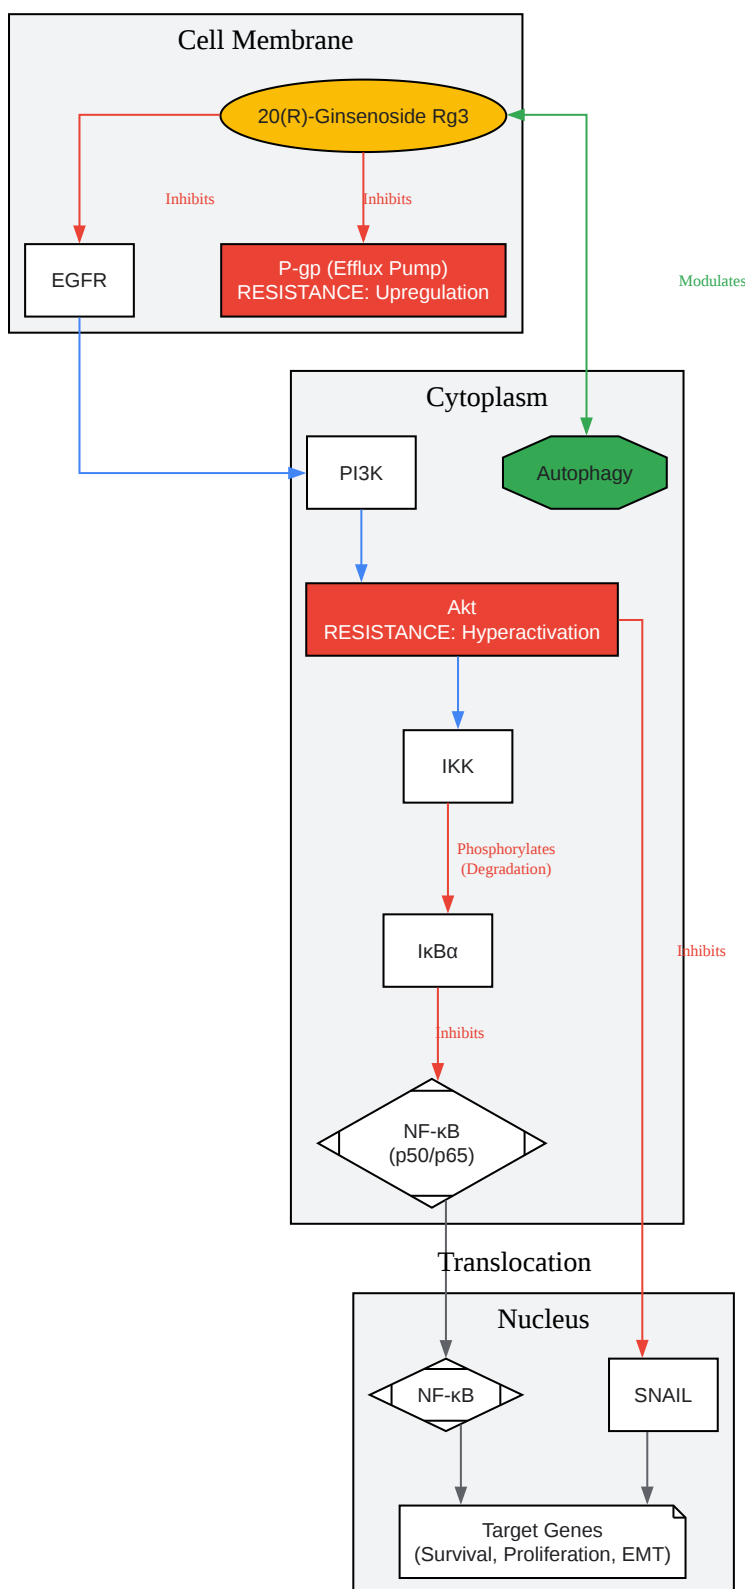 Cell Membrane
20(R)-Ginsenoside Rg3
Inhibits
Inhibits
EGFR
P-gp (Efflux Pump)
RESISTANCE: Upregulation
Modulates
Cytoplasm
PI3K
Autophagy
Akt
RESISTANCE: Hyperactivation
IKK
Phosphorylates
(Degradation)
IκBα
Inhibits
Inhibits
NF-κB
(p50/p65)
Translocation
Nucleus
NF-κB
SNAIL
Target Genes
(Survival, Proliferation, EMT)